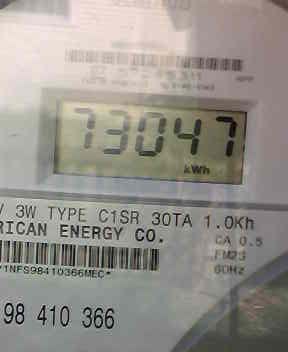 73047
kWh
V 3W TYPE C1SR 30TA 1.0Kh
RICAN ENERGY CO.
CA 0.5
FM2S
60Hz
1NFS98410366MEC*
98 410 366